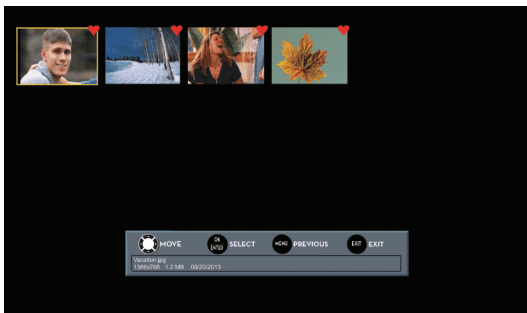 MOVE OK ENTER SELECT MENU PREVIOUS EXIT EXIT
Vacation.jpg
1366x768 1.2 MB 08/20/2013